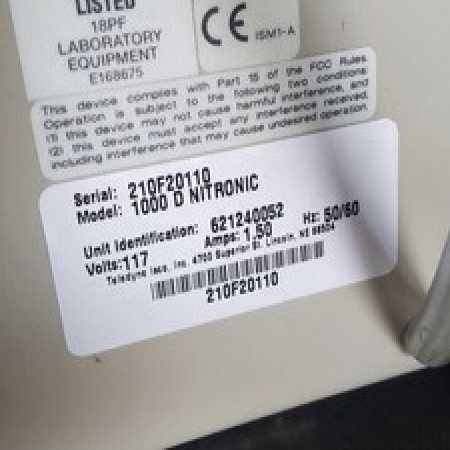 LISTED
18PF
LABORATORY
EQUIPMENT
E168675
CE
ISM1-A
This device complies with Part 15 of the FCC Rules
Operation is subject to the following two conditions
(1) this device may not cause harmful interference, and
(2) this device must accept any interference received,
including interference that may cause undesired operation
Serial: 210F20110
Model: 1000 D NITRONIC
Unit Identification: 621240052
Volts: 117 Amps: 1.50 Hz: 50/60
Teledyne Isco, Inc. 4700 Superior St. Lincoln, NE 68504
210F20110